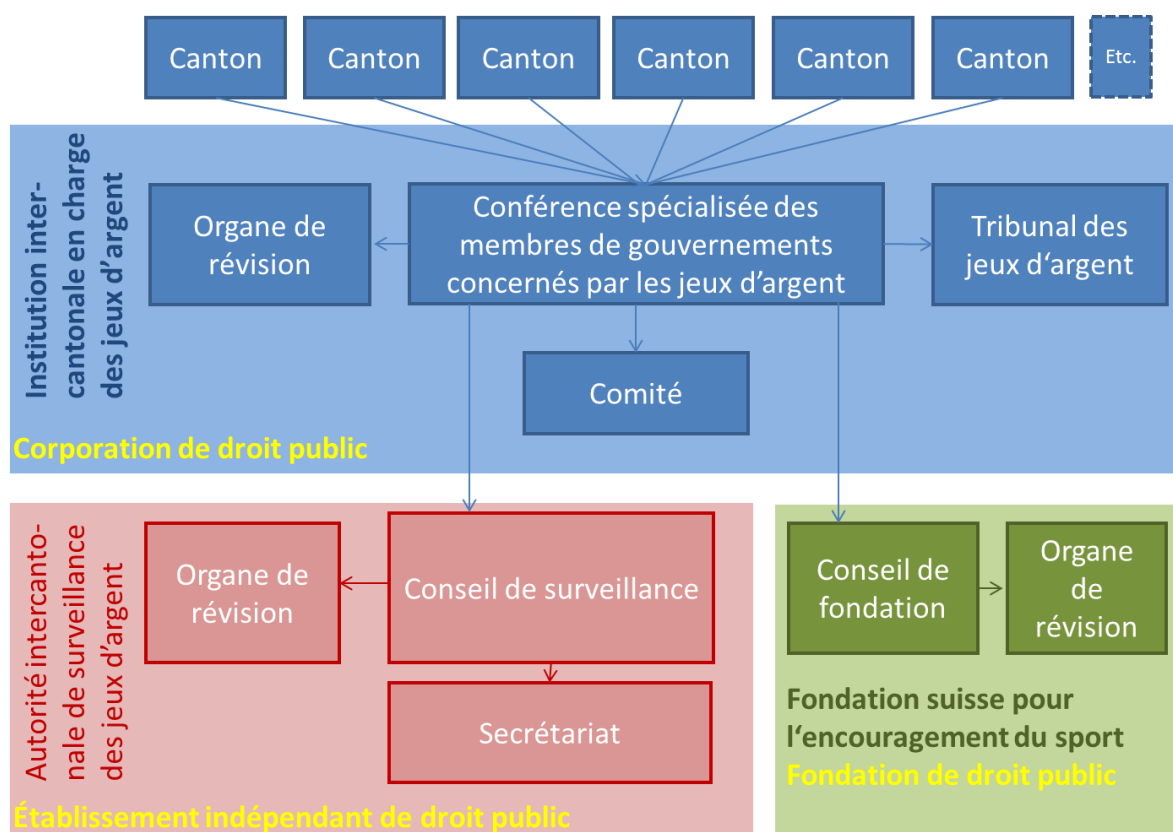 Canton
Canton
Canton
Canton
Canton
Canton
Etc.
Institution inter-
cantonale en charge
des jeux d’argent
Organe de
révision
Conférence spécialisée des
membres de gouvernements
concernés par les jeux d’argent
Tribunal des
jeux d‘argent
Comité
Corporation de droit public
Autorité intercanto-
nale de surveillance
des jeux d’argent
Organe de
révision
Conseil de surveillance
Secrétariat
Établissement indépendant de droit public
Conseil de
fondation
Organe
de
révision
Fondation suisse pour
l‘encouragement du sport
Fondation de droit public